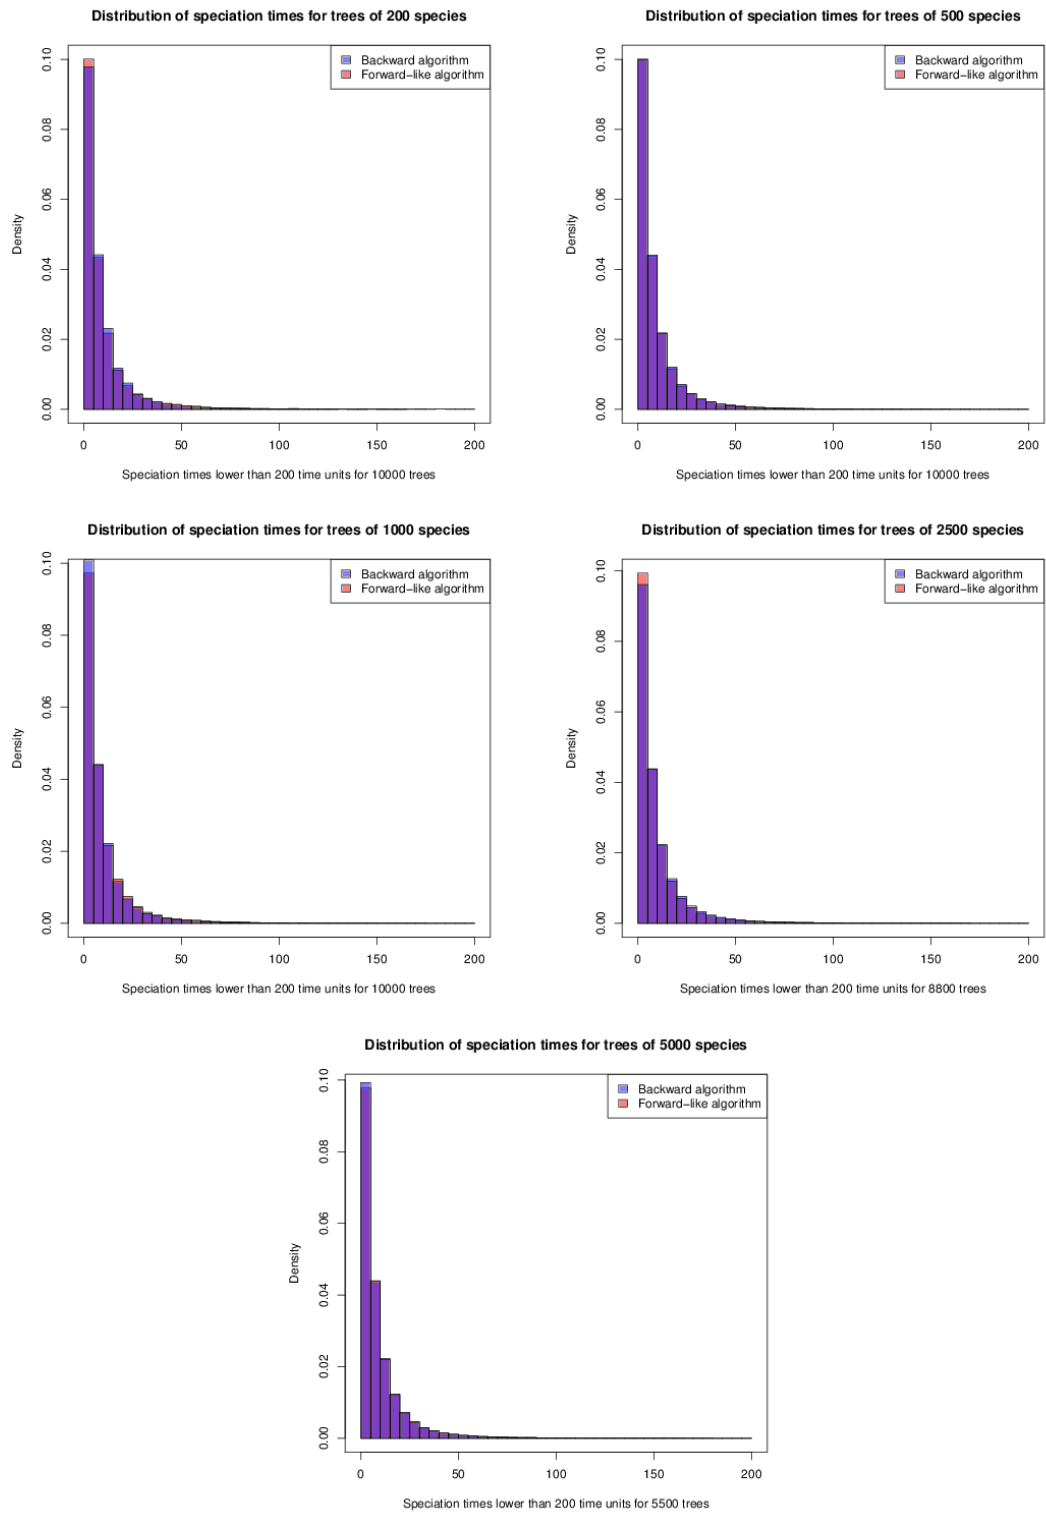 Distribution of speciation times for trees of 200 species
Backward algorithm
Forward−like algorithm
Density
0.00 0.02 0.04 0.06 0.08 0.10
0 50 100 150 200
Speciation times lower than 200 time units for 10000 trees
Distribution of speciation times for trees of 500 species
Backward algorithm
Forward−like algorithm
Density
0.00 0.02 0.04 0.06 0.08 0.10
0 50 100 150 200
Speciation times lower than 200 time units for 10000 trees
Distribution of speciation times for trees of 1000 species
Backward algorithm
Forward−like algorithm
Density
0.00 0.02 0.04 0.06 0.08 0.10
0 50 100 150 200
Speciation times lower than 200 time units for 10000 trees
Distribution of speciation times for trees of 2500 species
Backward algorithm
Forward−like algorithm
Density
0.00 0.02 0.04 0.06 0.08 0.10
0 50 100 150 200
Speciation times lower than 200 time units for 8800 trees
Distribution of speciation times for trees of 5000 species
Backward algorithm
Forward−like algorithm
Density
0.00 0.02 0.04 0.06 0.08 0.10
0 50 100 150 200
Speciation times lower than 200 time units for 5500 trees